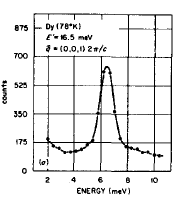 875
Dy (78°K)
E' = 16.5 meV
q̄ = (0,0,1) 2π/c
700
525
counts
350
175
(a)
0
0 2 4 6 8 10
ENERGY (meV)